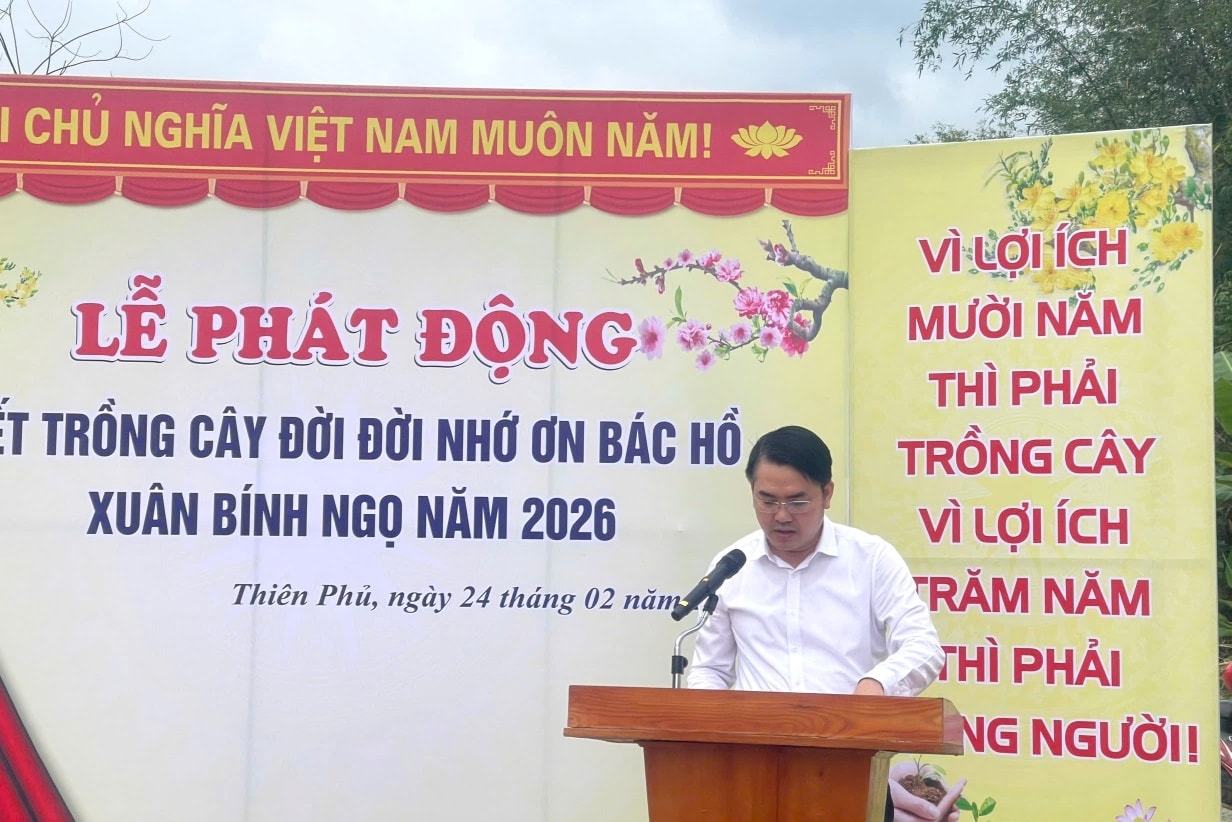 CHỦ NGHĨA VIỆT NAM MUÔN NĂM!
LỄ PHÁT ĐỘNG
TRỒNG CÂY ĐỜI ĐỜI NHỚ ƠN BÁC HỒ
XUÂN BÍNH NGỌ NĂM 2026
Thiên Phủ, ngày 24 tháng 02 năm
VÌ LỢI ÍCH
MƯỜI NĂM
THÌ PHẢI
TRỒNG CÂY
VÌ LỢI ÍCH
TRĂM NĂM
THÌ PHẢI
NGƯỜI!